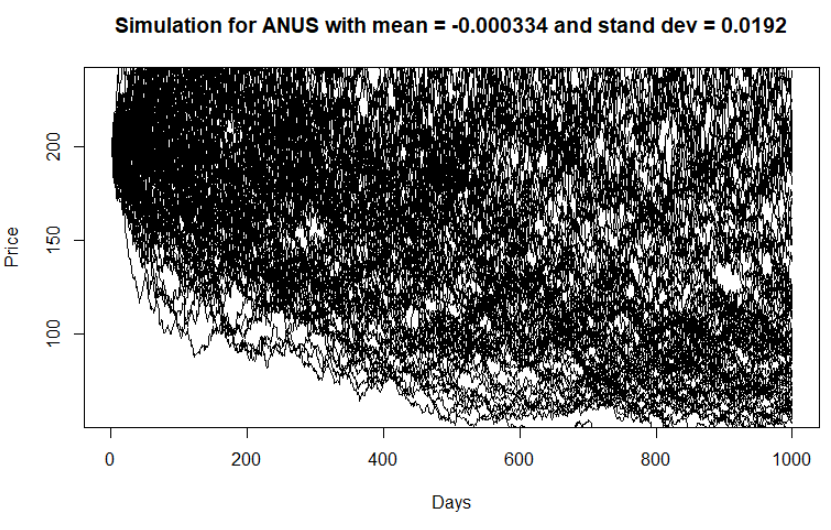 Simulation for ANUS with mean = -0.000334 and stand dev = 0.0192
200
150
100
Price
0 200 400 600 800 1000
Days